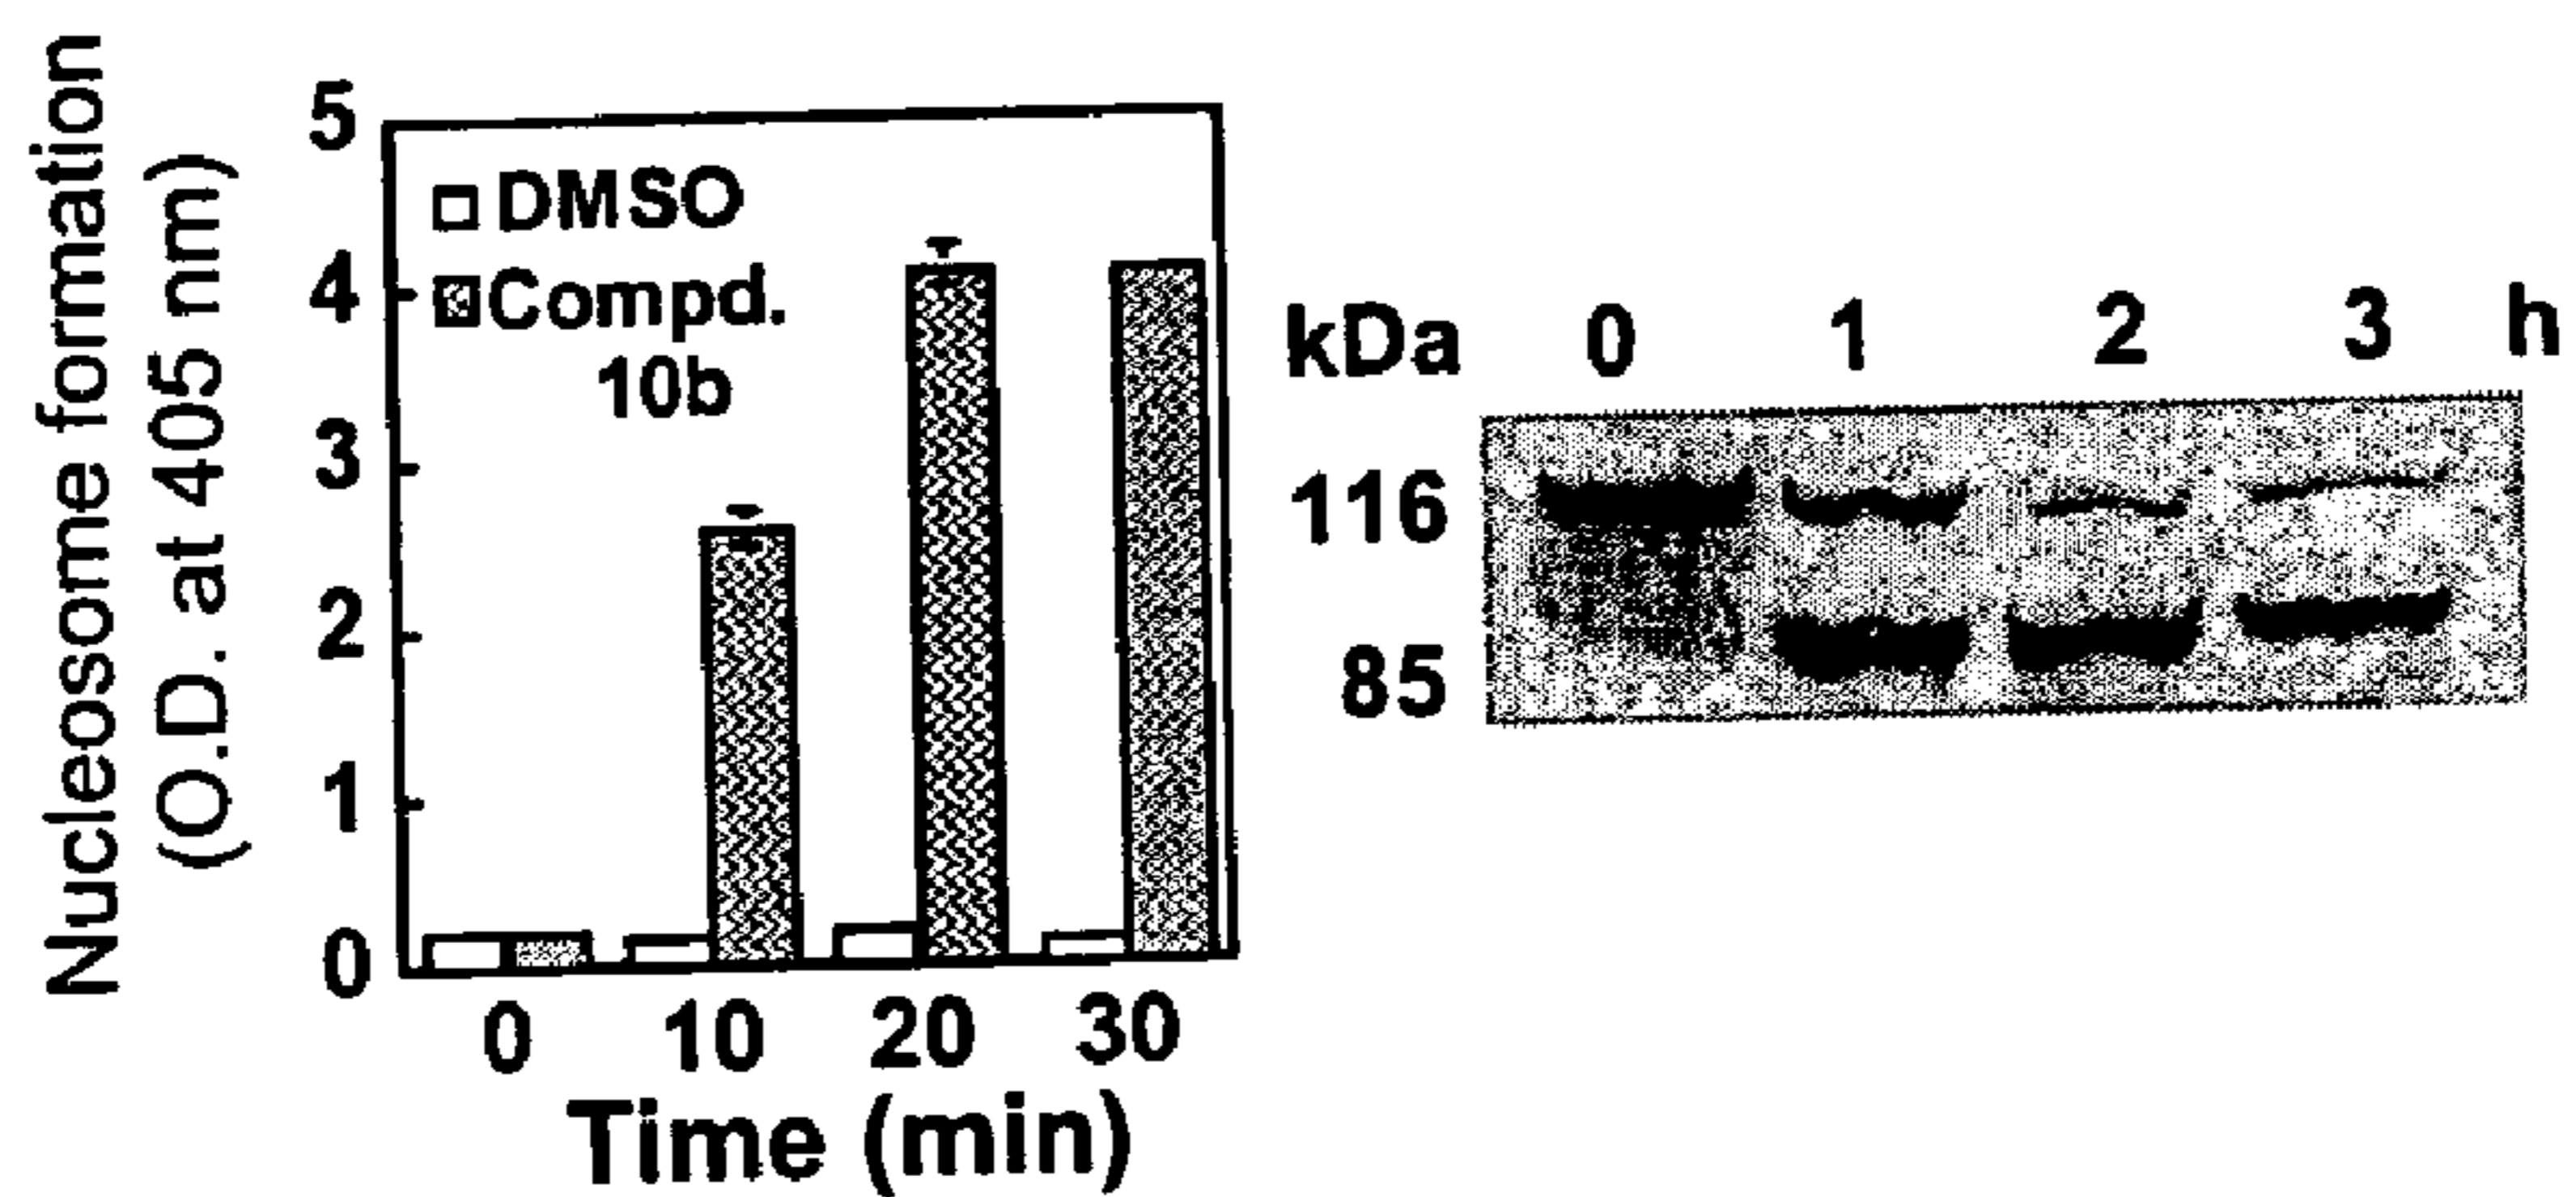 Nucleosome formation
(O.D. at 405 nm)
5
4
3
2
1
0
DMSO
Compd.
10b
0 10 20 30
Time (min)
kDa 0 1 2 3 h
116
85